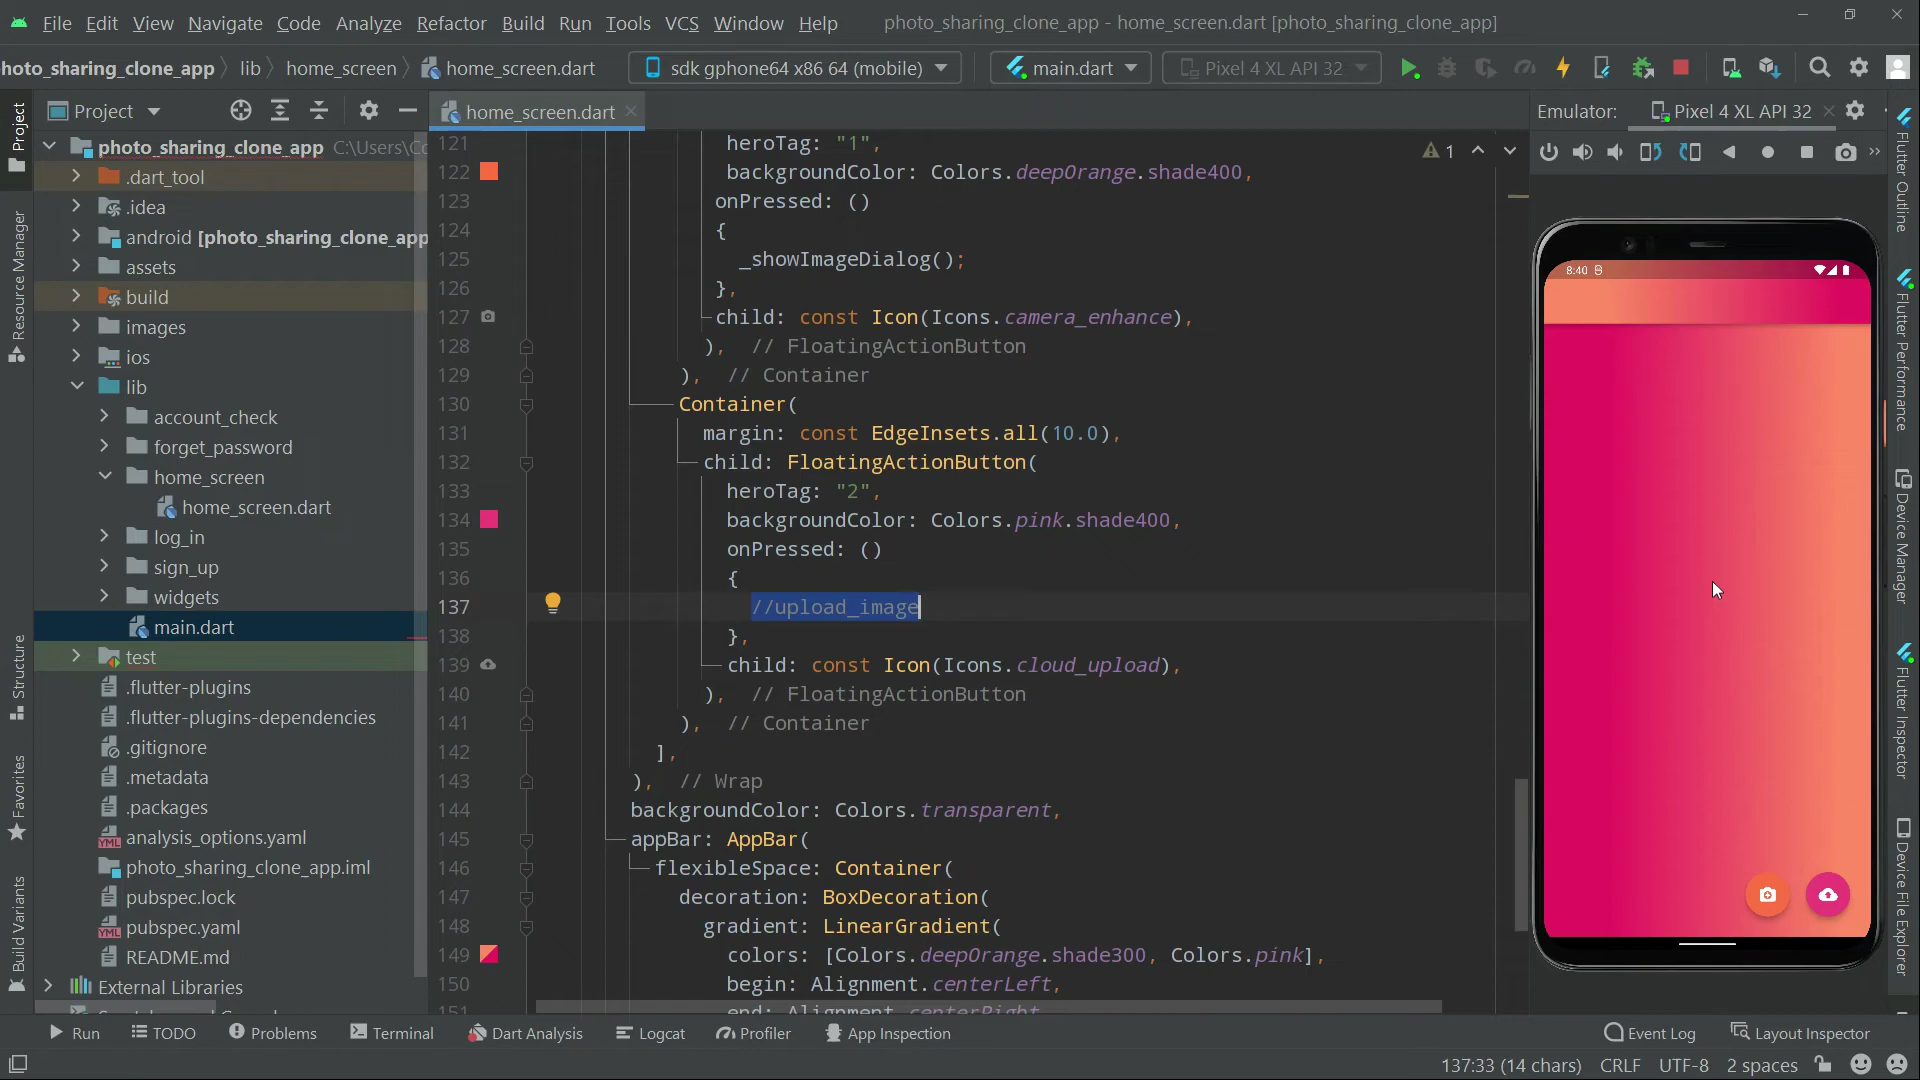 File Edit View Navigate Code Analyze Refactor Build Run Tools VCS Window Help photo_sharing_clone_app - home_screen.dart [photo_sharing_clone_app]
hoto_sharing_clone_app lib home_screen home_screen.dart sdk gphone64 x86 64 (mobile) main.dart Pixel 4 XL API 32
Project
home_screen.dart
Emulator: Pixel 4 XL API 32
photo_sharing_clone_app C:\Users\Co
.dart_tool
.idea
android [photo_sharing_clone_app
assets
build
images
ios
lib
account_check
forget_password
home_screen
home_screen.dart
log_in
sign_up
widgets
main.dart
test
.flutter-plugins
.flutter-plugins-dependencies
.gitignore
.metadata
.packages
analysis_options.yaml
photo_sharing_clone_app.iml
pubspec.lock
pubspec.yaml
README.md
External Libraries
121 heroTag: "1",
122 backgroundColor: Colors.deepOrange.shade400,
123 onPressed: ()
124 {
125 _showImageDialog();
126 },
127 child: const Icon(Icons.camera_enhance),
128 ), // FloatingActionButton
129 ), // Container
130 Container(
131 margin: const EdgeInsets.all(10.0),
132 child: FloatingActionButton(
133 heroTag: "2",
134 backgroundColor: Colors.pink.shade400,
135 onPressed: ()
136 {
137 //upload_image
138 },
139 child: const Icon(Icons.cloud_upload),
140 ), // FloatingActionButton
141 ), // Container
142 ],
143 ), // Wrap
144 backgroundColor: Colors.transparent,
145 appBar: AppBar(
146 flexibleSpace: Container(
147 decoration: BoxDecoration(
148 gradient: LinearGradient(
149 colors: [Colors.deepOrange.shade300, Colors.pink],
150 begin: Alignment.centerLeft,
151 end: Alignment.centerRight
1
8:40
Project
Resource Manager
Structure
Favorites
Build Variants
Flutter Outline
Flutter Performance
Device Manager
Flutter Inspector
Device File Explorer
Run TODO Problems Terminal Dart Analysis Logcat Profiler App Inspection Event Log Layout Inspector
137:33 (14 chars) CRLF UTF-8 2 spaces